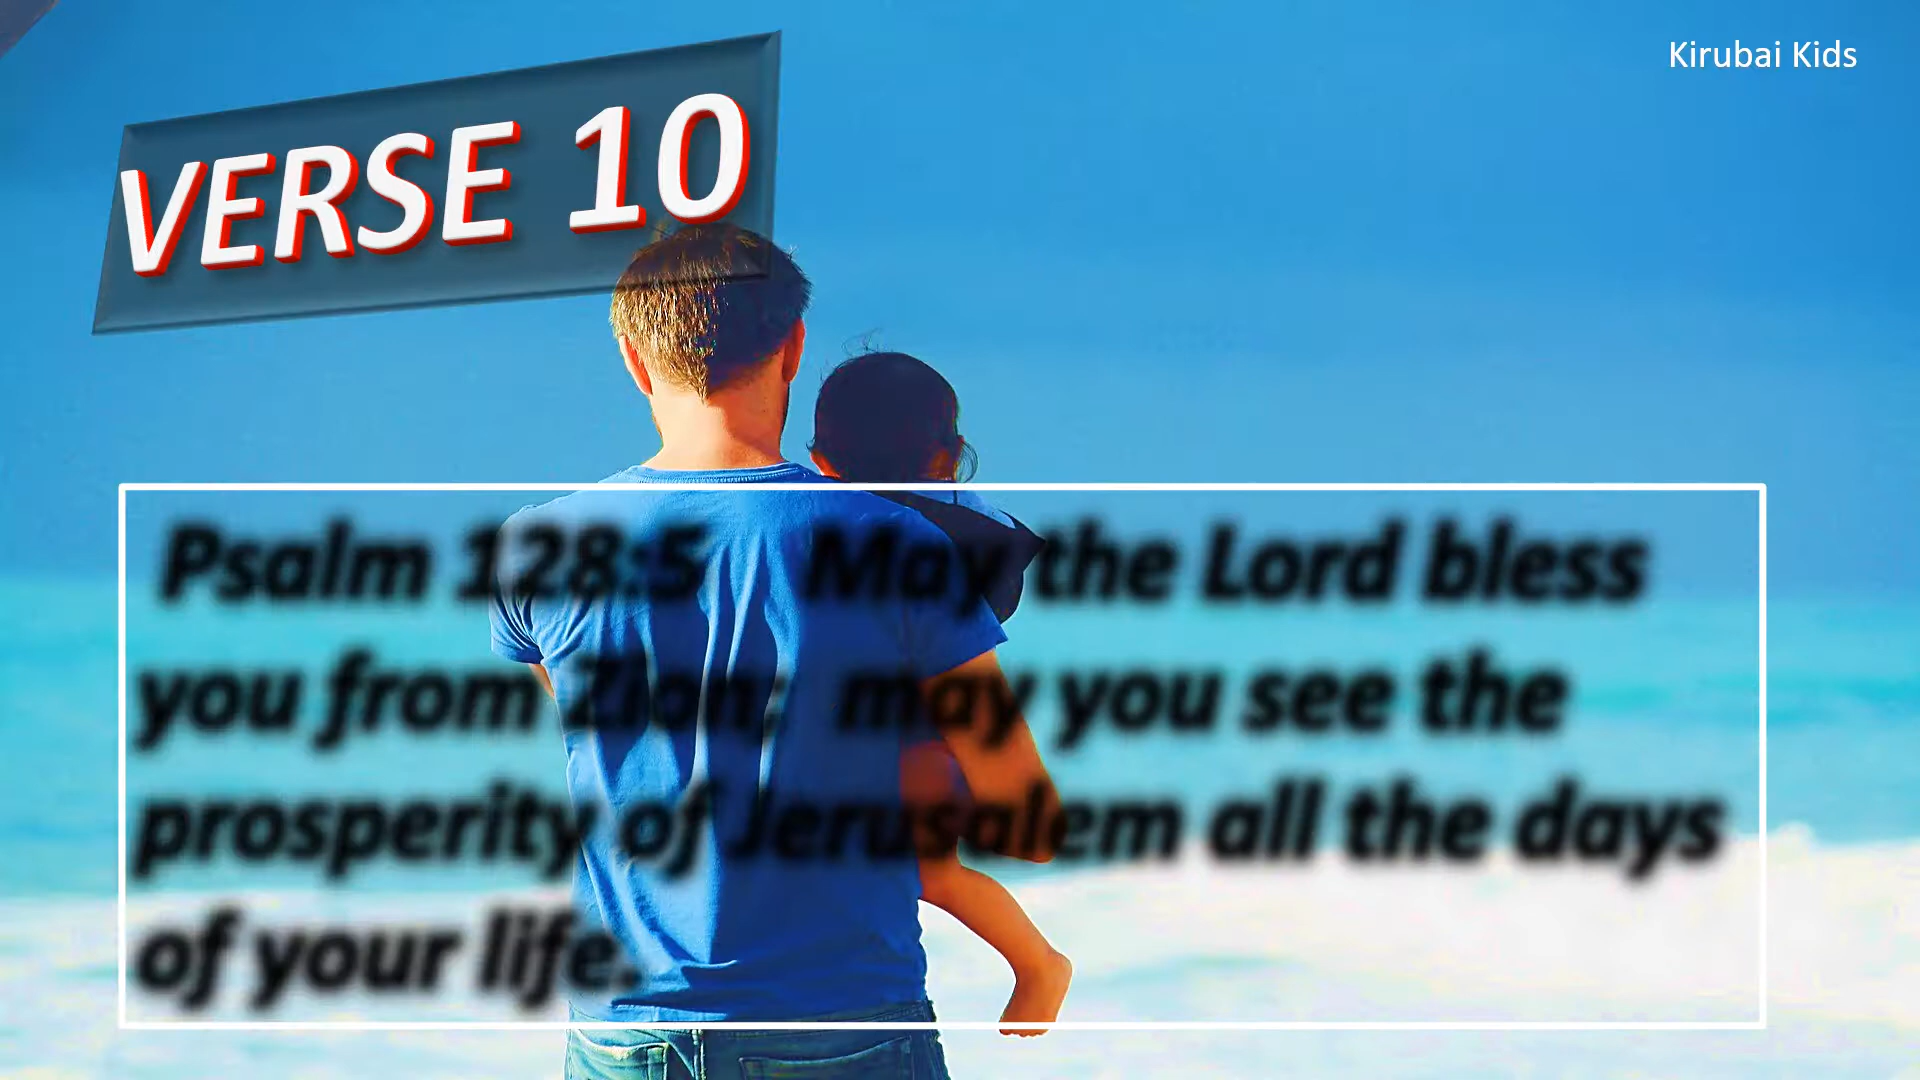 Kirubai Kids
VERSE 10
Psalm 128:5 May the Lord bless
you from Zion; may you see the
prosperity of Jerusalem all the days
of your life.